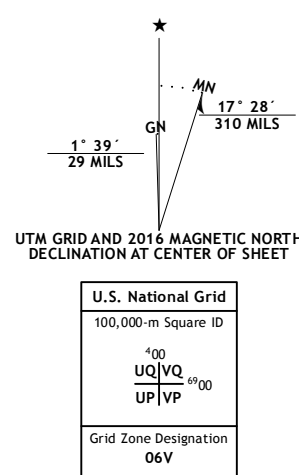 ★
MN
GN
17° 28´
310 MILS
1° 39´
29 MILS
UTM GRID AND 2016 MAGNETIC NORTH
DECLINATION AT CENTER OF SHEET
U.S. National Grid
100,000-m Square ID
400
UQ VQ
6900
UP VP
Grid Zone Designation
06V